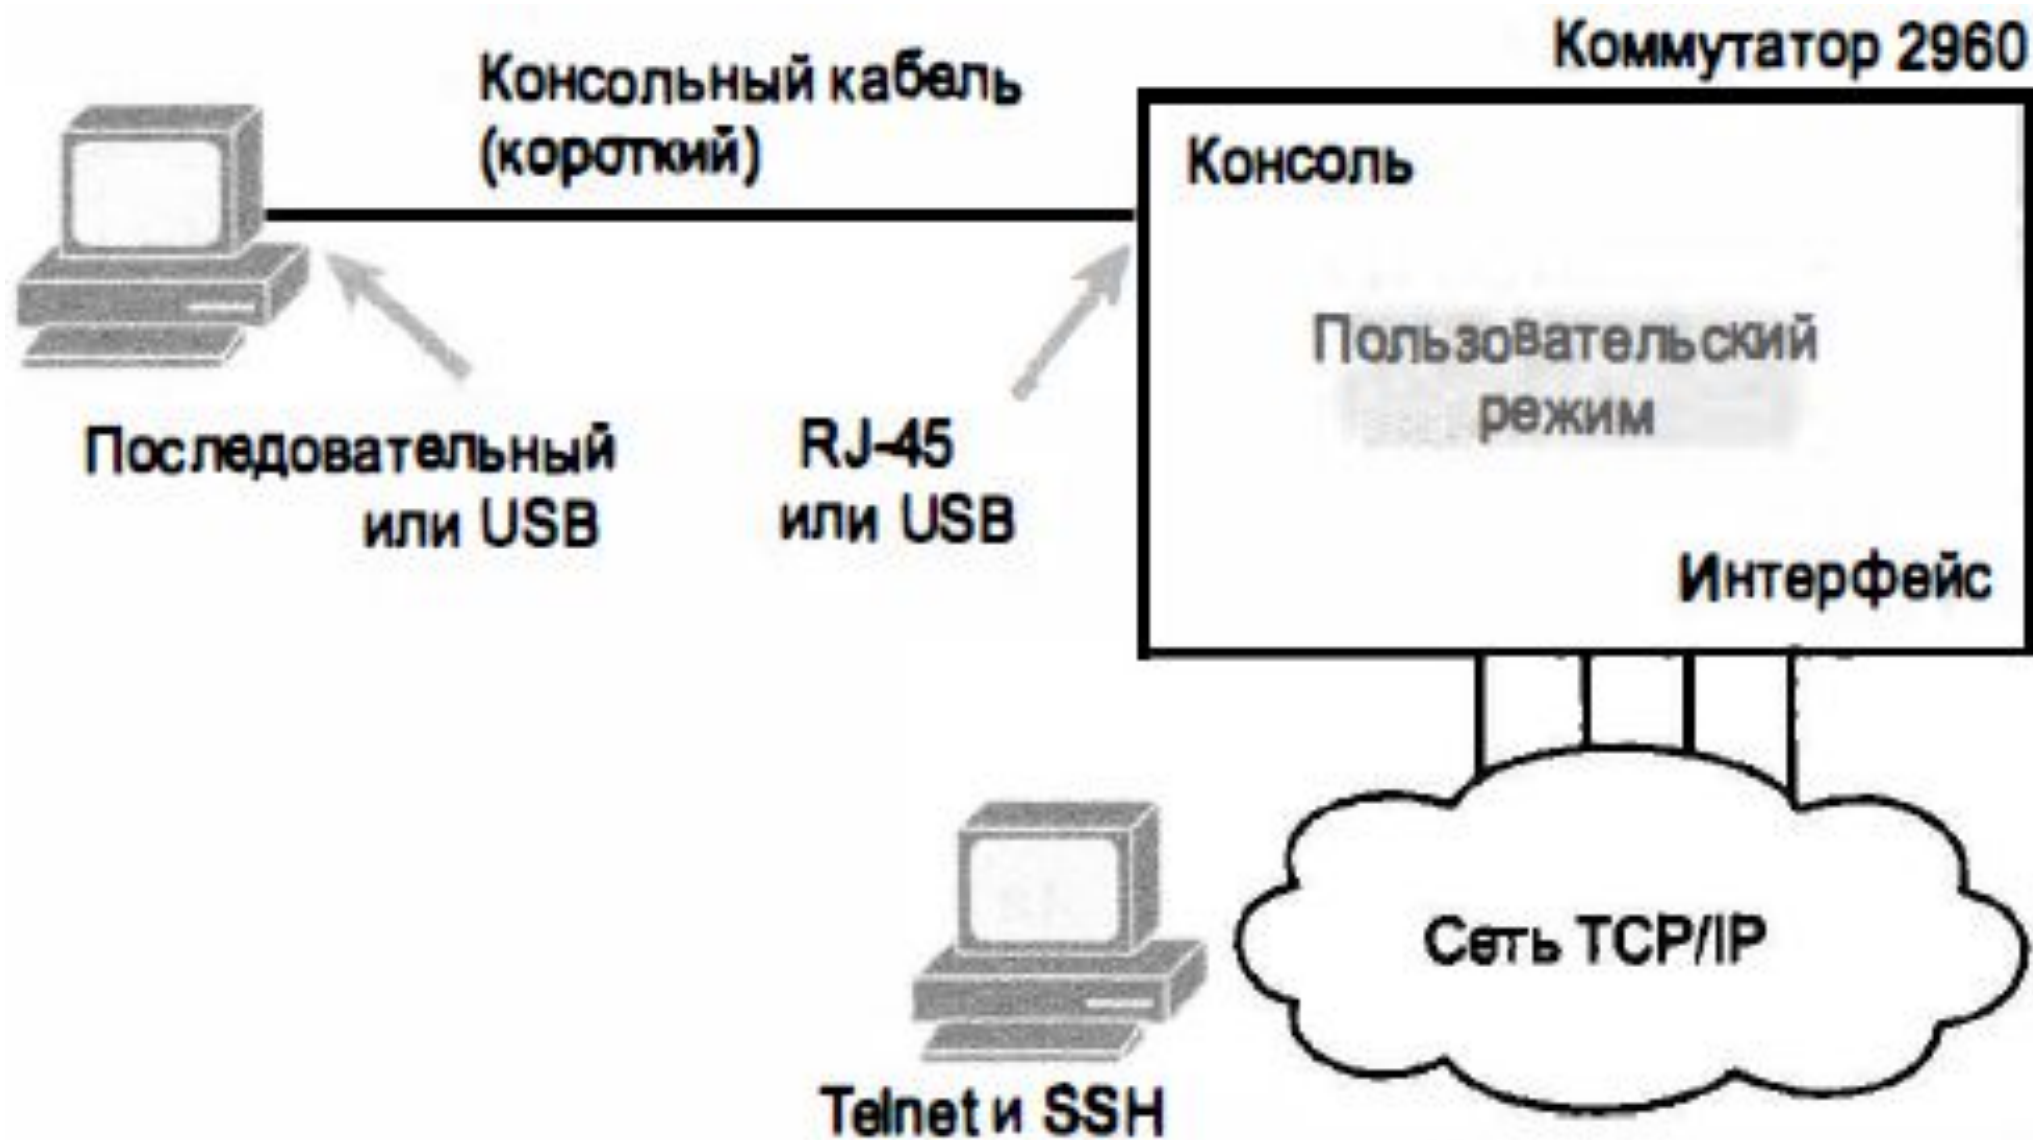 Коммутатор 2960
Консольный кабель
(короткий)
Консоль
Пользовательский
режим
Последовательный
или USB
RJ-45
или USB
Интерфейс
Сеть TCP/IP
Telnet и SSH